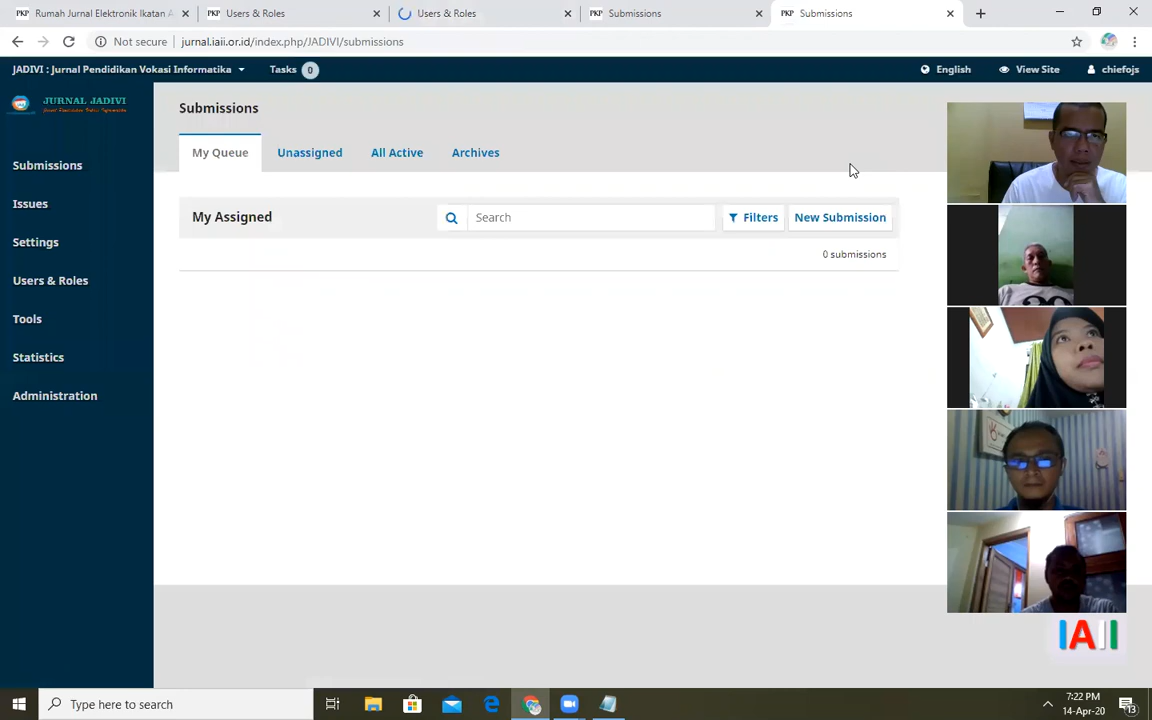 Rumah Jurnal Elektronik Ikatan A
Users & Roles
Users & Roles
Submissions
Submissions
Not secure
jurnal.iaii.or.id/index.php/JADIVI/submissions
JADIVI : Jurnal Pendidikan Vokasi Informatika
Tasks 0
English
View Site
chiefojs
JURNAL JADIVI
Submissions
Issues
Settings
Users & Roles
Tools
Statistics
Administration
Submissions
My Queue
Unassigned
All Active
Archives
My Assigned
Search
Filters
New Submission
0 submissions
IAII
Type here to search
7:22 PM
14-Apr-20
13